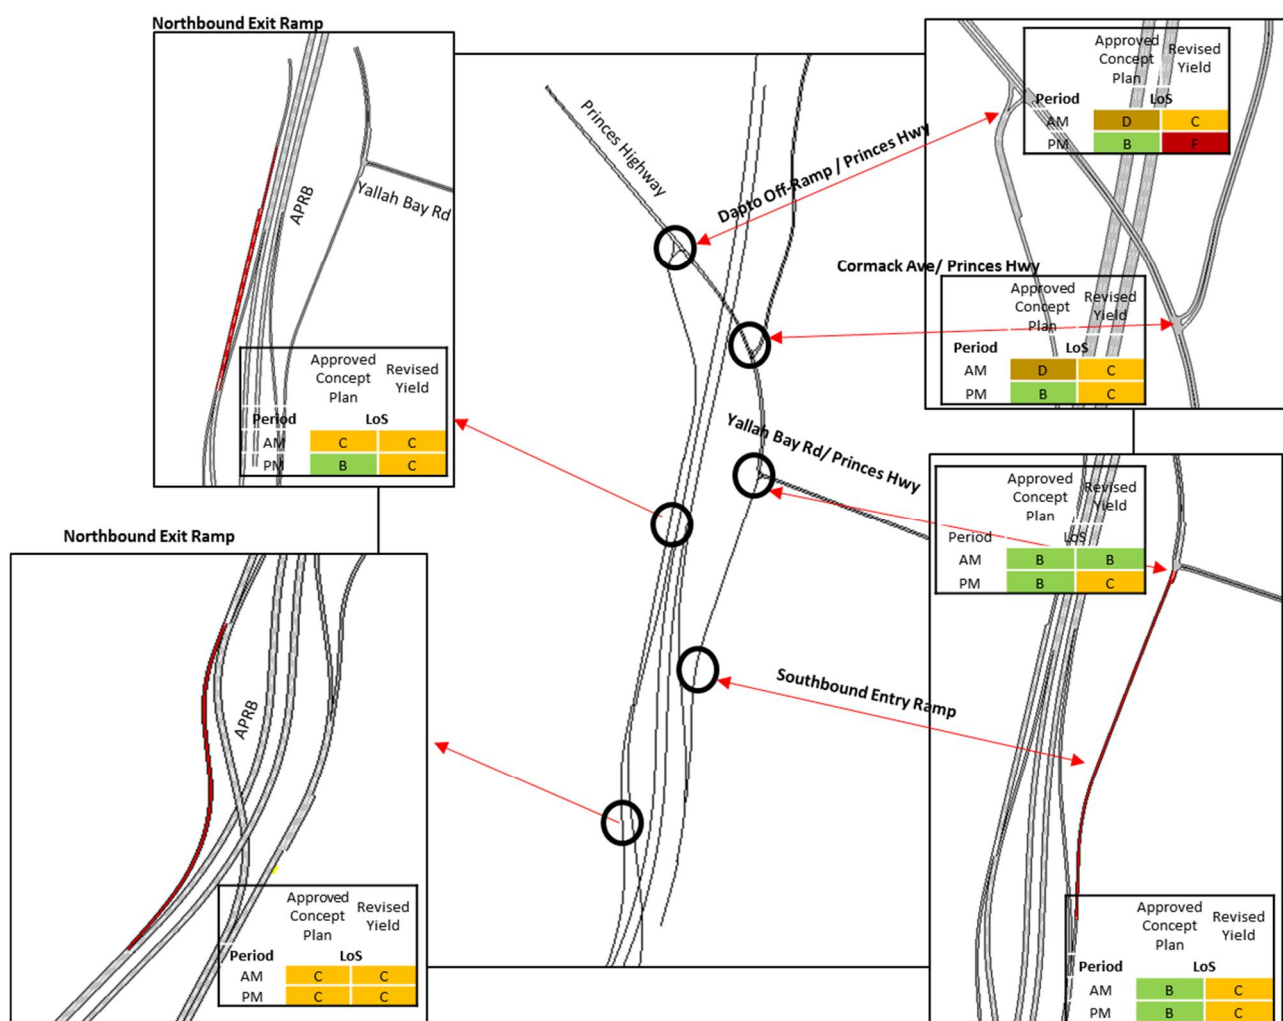 Northbound Exit Ramp
APRB
Yallah Bay Rd
Approved Revised
Concept Yield
Plan
Period LoS
AM C C
PM B C
Northbound Exit Ramp
APRB
Approved Revised
Concept Yield
Plan
Period LoS
AM C C
PM C C
Princes Highway
Dapto Off-Ramp / Princes Hwy
Cormack Ave/ Princes Hwy
Yallah Bay Rd/ Princes Hwy
Southbound Entry Ramp
Approved Revised
Concept Yield
Plan
Period LoS
AM D C
PM B F
Approved Revised
Concept Yield
Plan
Period LoS
AM D C
PM B C
Approved Revised
Concept Yield
Plan
Period LoS
AM B B
PM B C
Approved Revised
Concept Yield
Plan
Period LoS
AM B C
PM B C